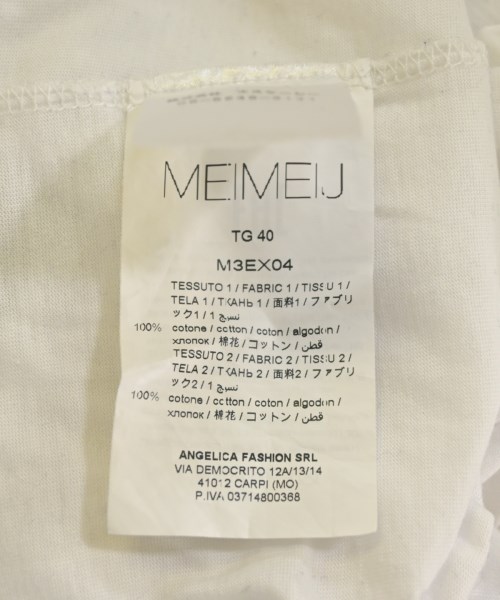 MEIMEIJ
TG 40
M3EX04
TESSUTO 1 / FABRIC 1 / TISSU 1 /
TELA 1 / ТКАНЬ 1 / 面料1 / ファブリ
ック1 / نسيج 1
100% cotone / cotton / coton / algodon /
хлопок / 棉花 / コットン / قطن
TESSUTO 2 / FABRIC 2 / TISSU 2 /
TELA 2 / ТКАНЬ 2 / 面料2 / ファブリ
ック2 / نسيج 1
100% cotone / cotton / coton / algodon /
хлопок / 棉花 / コットン / قطن
ANGELICA FASHION SRL
VIA DEMOCRITO 12A/13/14
41012 CARPI (MO)
P.IVA 03714800368